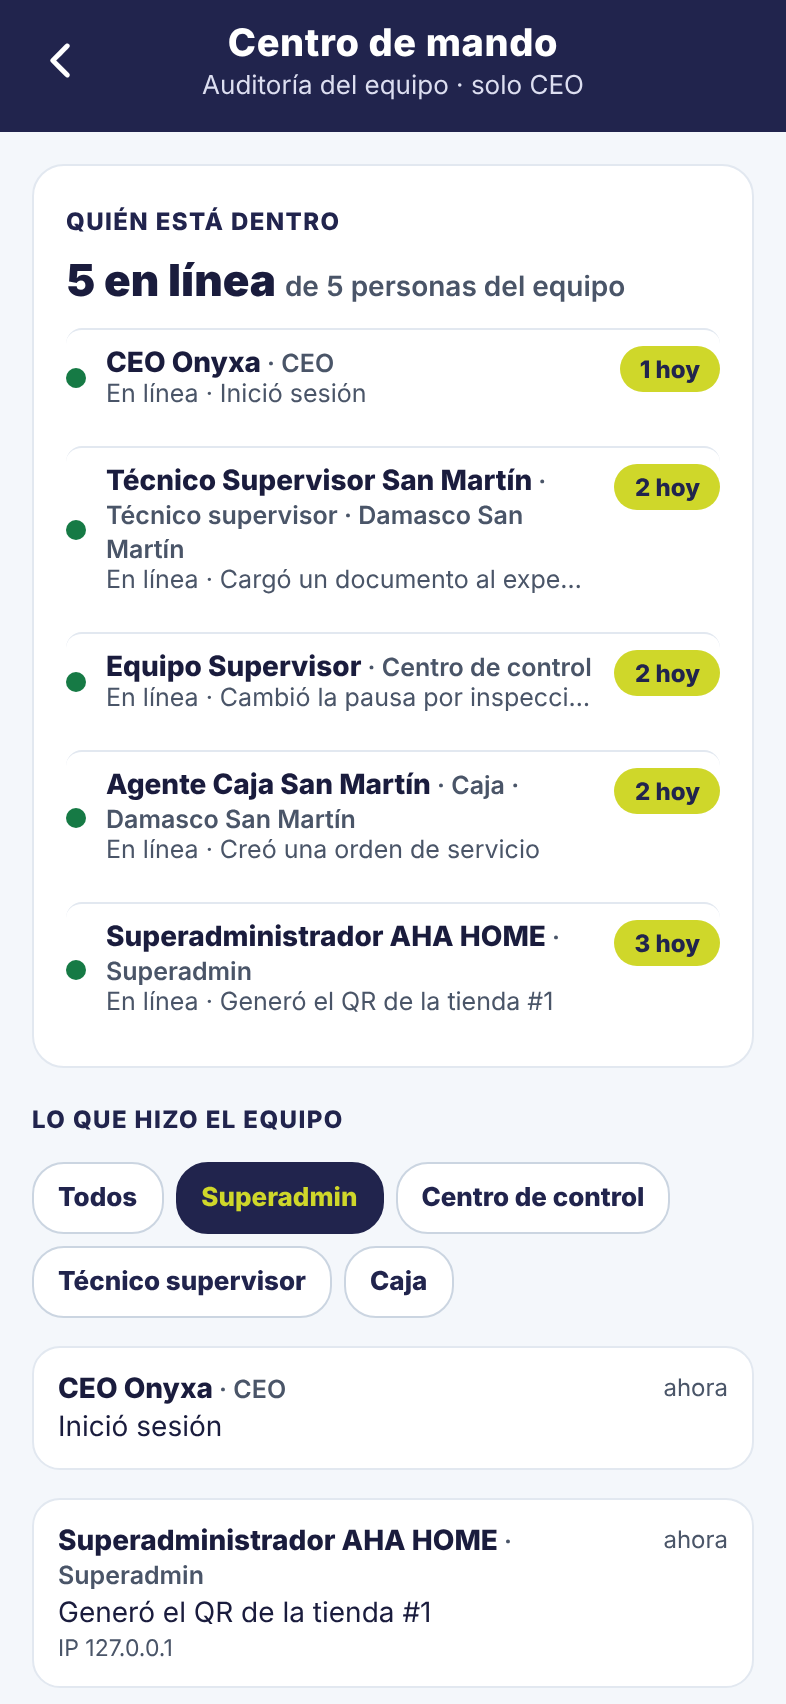 Centro de mando
Auditoría del equipo · solo CEO
QUIÉN ESTÁ DENTRO
5 en línea de 5 personas del equipo
CEO Onyxa · CEO
1 hoy
En línea · Inició sesión
Técnico Supervisor San Martín ·
2 hoy
Técnico supervisor · Damasco San
Martín
En línea · Cargó un documento al expe...
Equipo Supervisor · Centro de control
2 hoy
En línea · Cambió la pausa por inspecci...
Agente Caja San Martín · Caja ·
2 hoy
Damasco San Martín
En línea · Creó una orden de servicio
Superadministrador AHA HOME ·
3 hoy
Superadmin
En línea · Generó el QR de la tienda #1
LO QUE HIZO EL EQUIPO
Todos
Superadmin
Centro de control
Técnico supervisor
Caja
CEO Onyxa · CEO
ahora
Inició sesión
Superadministrador AHA HOME ·
ahora
Superadmin
Generó el QR de la tienda #1
IP 127.0.0.1